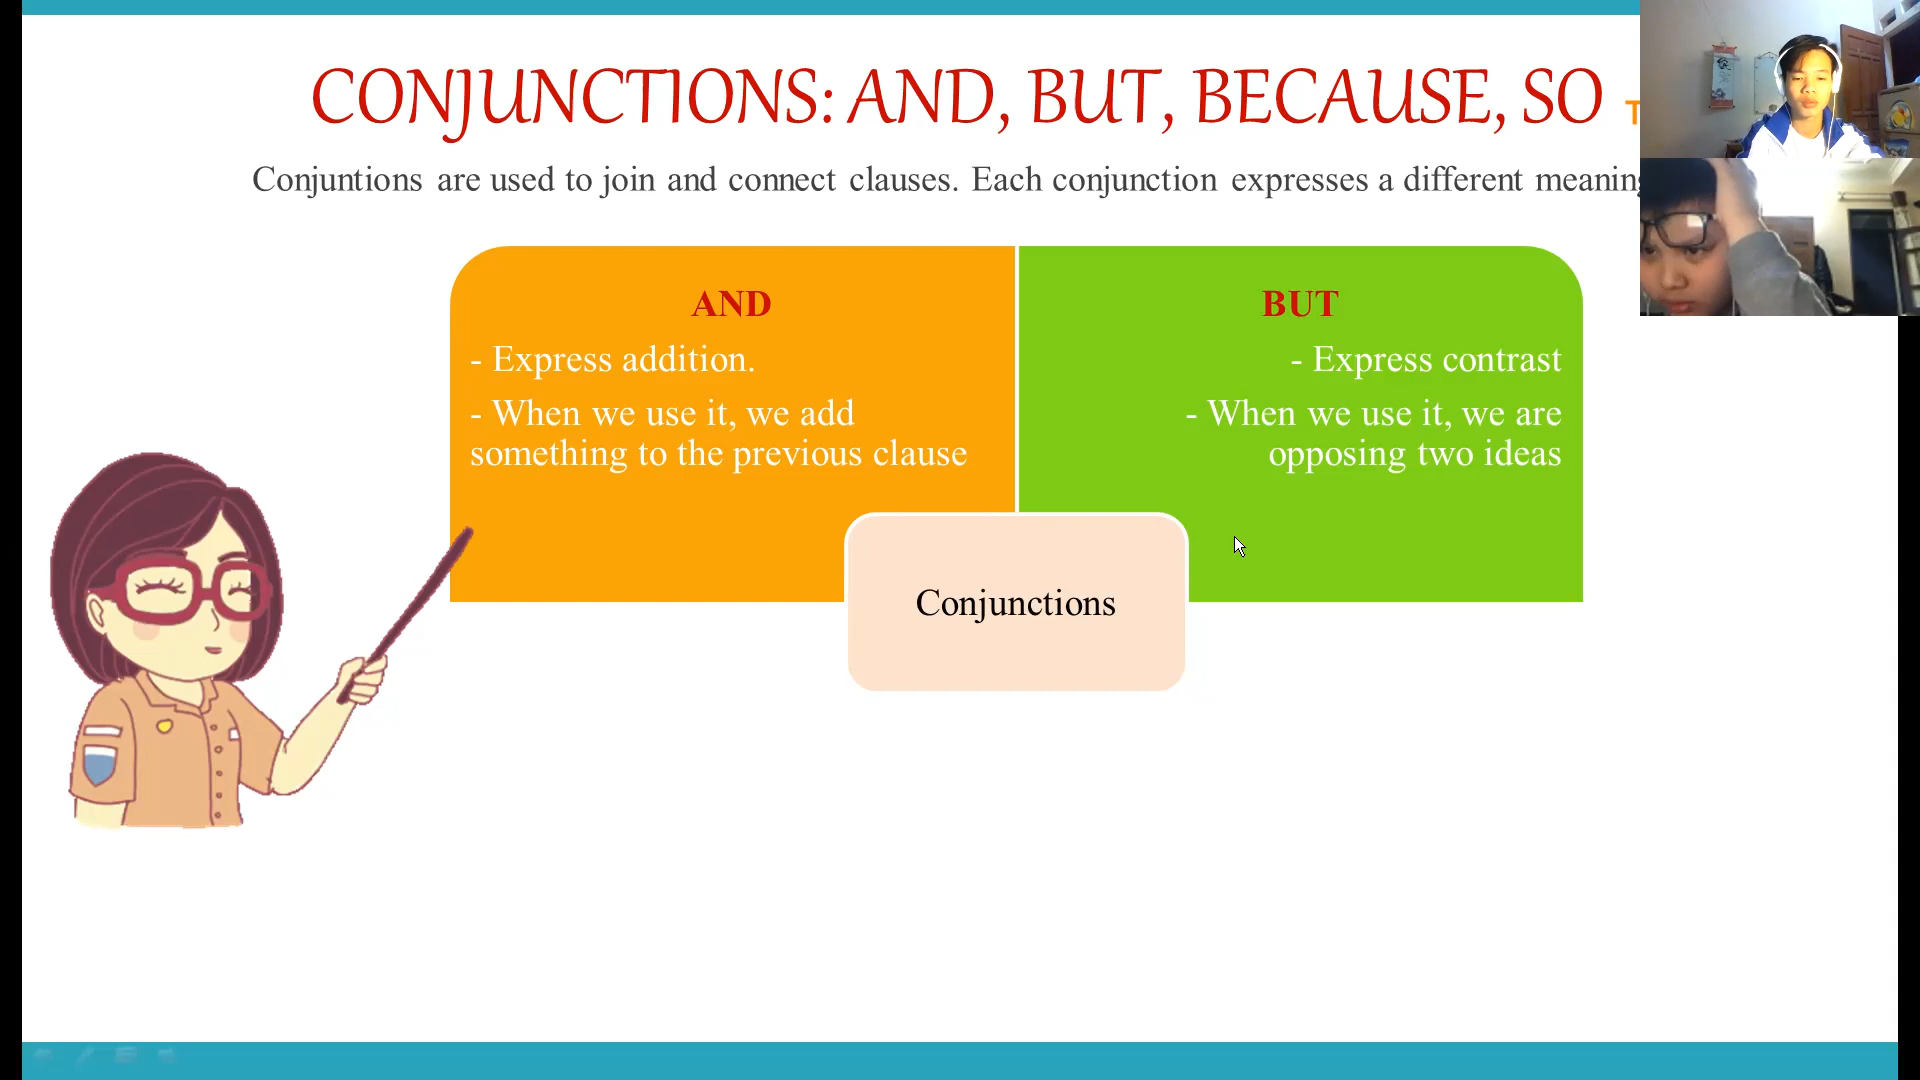 CONJUNCTIONS: AND, BUT, BECAUSE, SO
Conjuntions are used to join and connect clauses. Each conjunction expresses a different
AND
- Express addition.
- When we use it, we add
something to the previous clause
BUT
- Express contrast
- When we use it, we are
opposing two ideas
Conjunctions